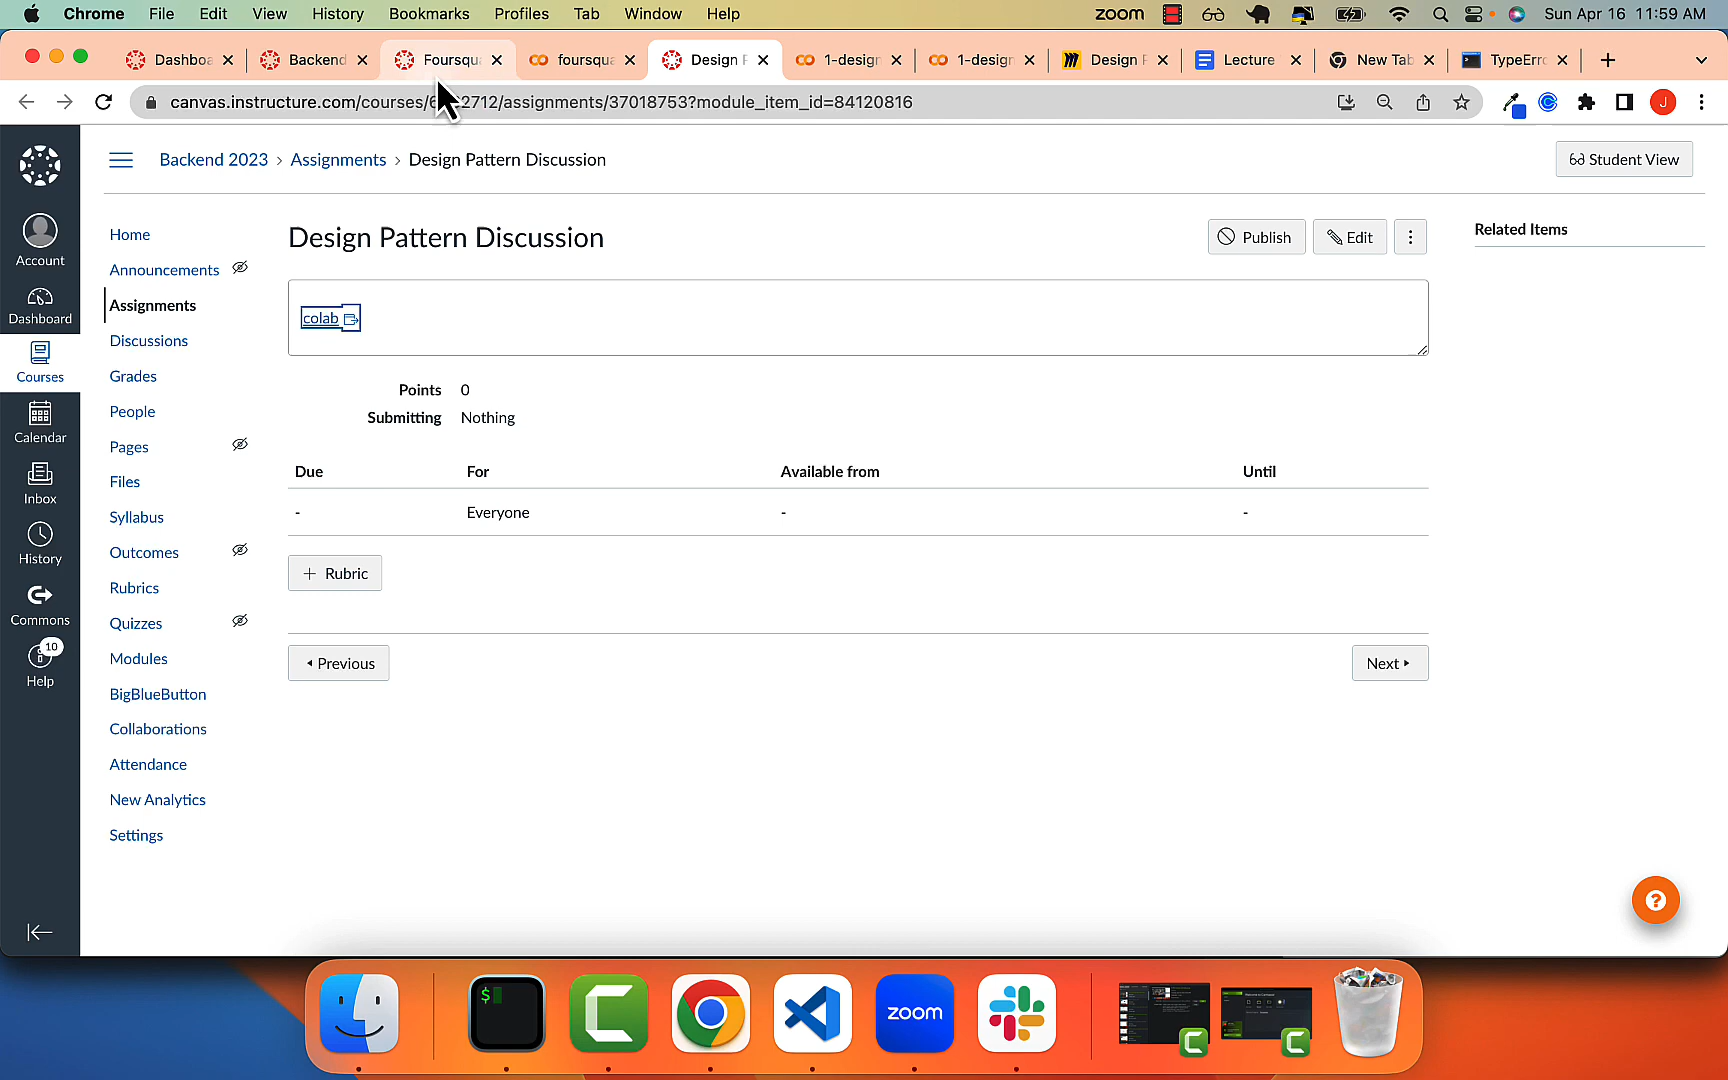 Chrome File Edit View History Bookmarks Profiles Tab Window Help zoom Sun Apr 16 11:59 AM
Dashboa Backend Foursqua foursqua Design P 1-design 1-design Design P Lecture New Tab TypeErro
canvas.instructure.com/courses/6 2712/assignments/37018753?module_item_id=84120816 J
Backend 2023 › Assignments › Design Pattern Discussion Student View
Account
Dashboard
Courses
Calendar
Inbox
History
Commons
10
Help
Home
Announcements
Assignments
Discussions
Grades
People
Pages
Files
Syllabus
Outcomes
Rubrics
Quizzes
Modules
BigBlueButton
Collaborations
Attendance
New Analytics
Settings
Design Pattern Discussion Publish Edit
colab
Points 0
Submitting Nothing
Due For Available from Until
- Everyone - -
+ Rubric
Previous Next
Related Items
?
$ zoom